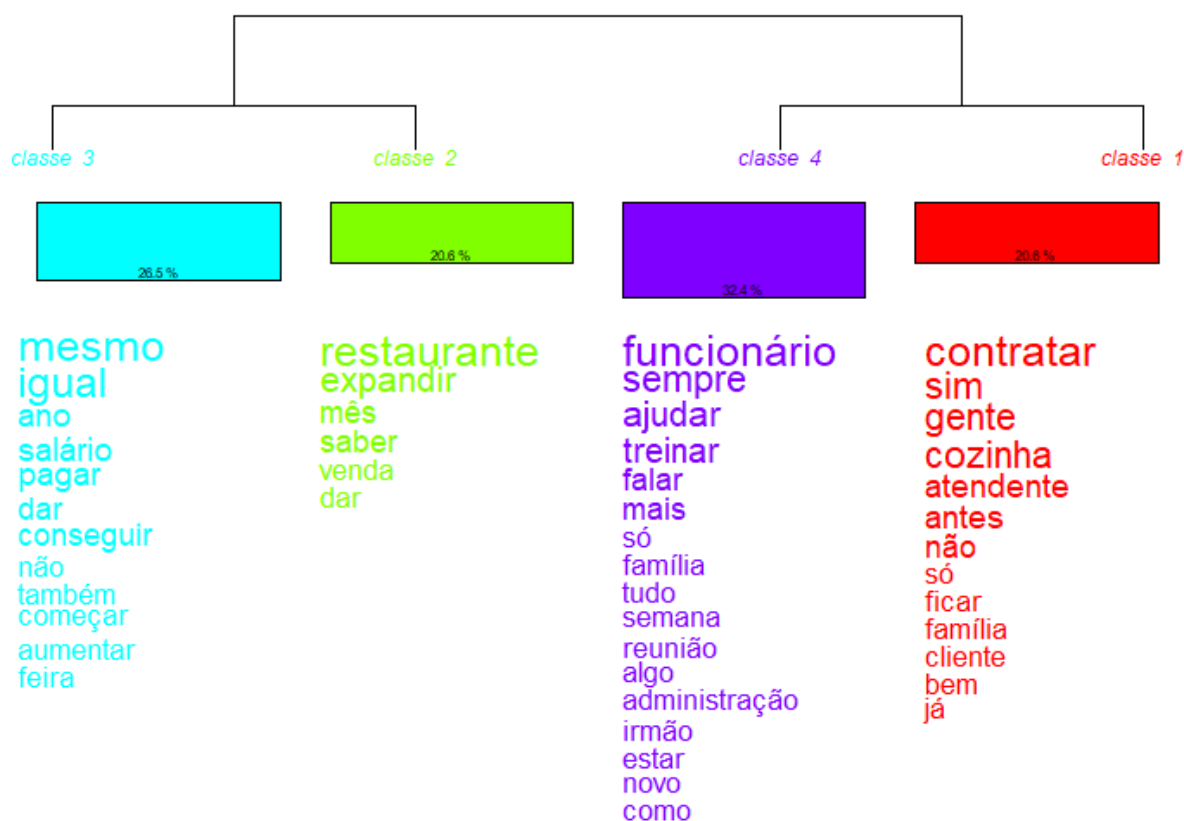 classe 3
classe 2
classe 4
classe 1
26.5 %
20.6 %
32.4 %
20.6 %
mesmo
igual
ano
salário
pagar
dar
conseguir
não
também
começar
aumentar
feira
restaurante
expandir
mês
saber
venda
dar
funcionário
sempre
ajudar
treinar
falar
mais
só
família
tudo
semana
reunião
algo
administração
irmão
estar
novo
como
contratar
sim
gente
cozinha
atendente
antes
não
só
ficar
família
cliente
bem
já